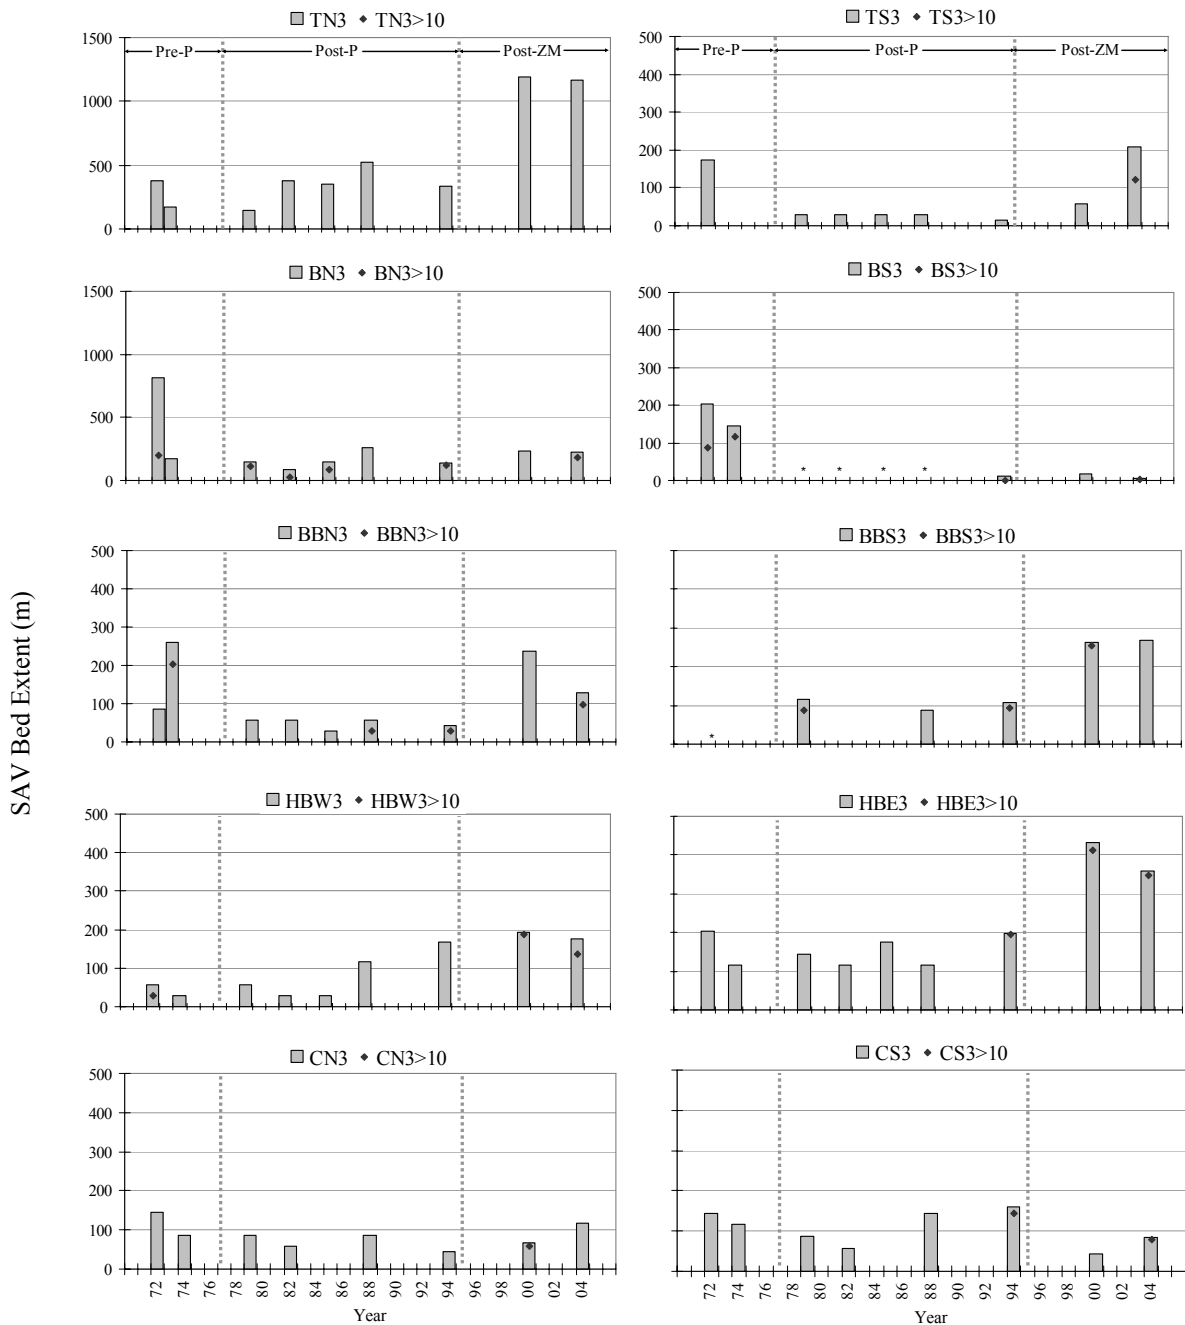 TN3 TN3>10
1500
1000
500
0
Pre-P Post-P Post-ZM
TS3 TS3>10
500
400
300
200
100
0
Pre-P Post-P Post-ZM
BN3 BN3>10
1500
1000
500
0
BS3 BS3>10
500
400
300
200
100
0
* * * *
SAV Bed Extent (m)
BBN3 BBN3>10
500
400
300
200
100
0
BBS3 BBS3>10
*
HBW3 HBW3>10
500
400
300
200
100
0
HBE3 HBE3>10
CN3 CN3>10
500
400
300
200
100
0
72 74 76 78 80 82 84 86 88 90 92 94 96 98 00 02 04
Year
CS3 CS3>10
72 74 76 78 80 82 84 86 88 90 92 94 96 98 00 02 04
Year